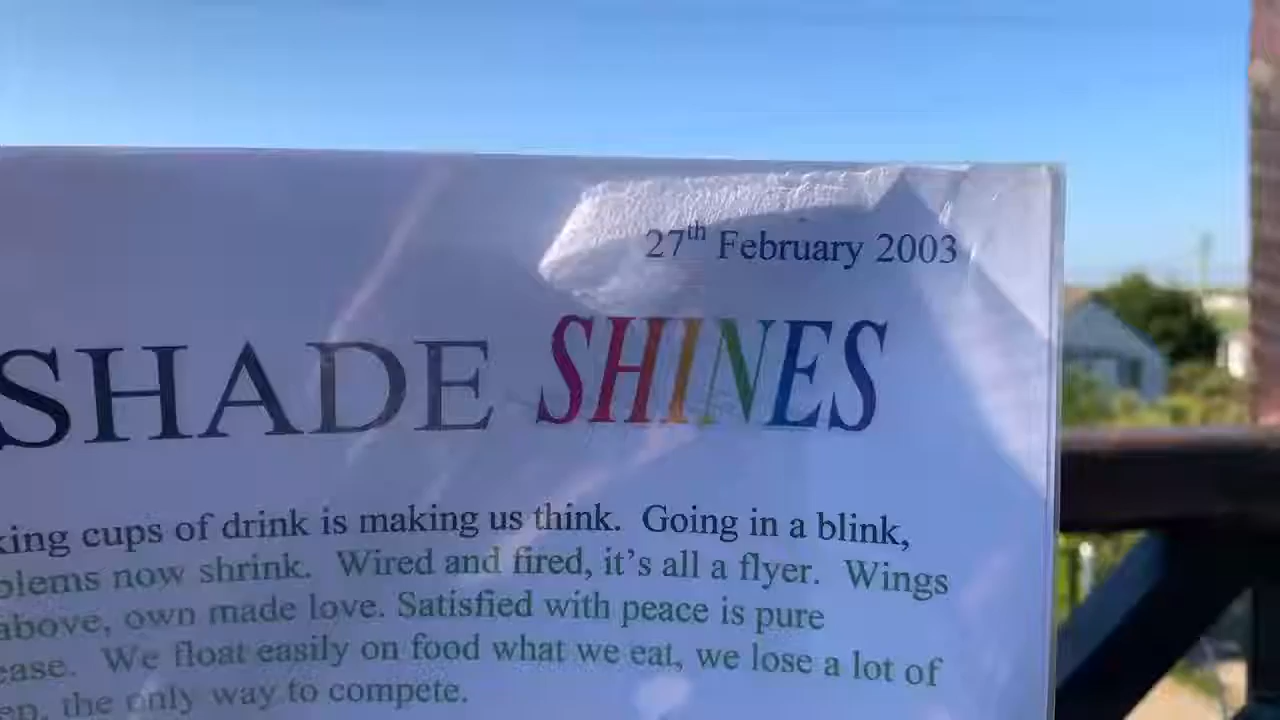 27th February 2003
SHADE SHINES
king cups of drink is making us think. Going in a blink,
blems now shrink. Wired and fired, it's all a flyer. Wings
above, own made love. Satisfied with peace is pure
ease. We float easily on food what we eat, we lose a lot of
ep, the only way to compete.